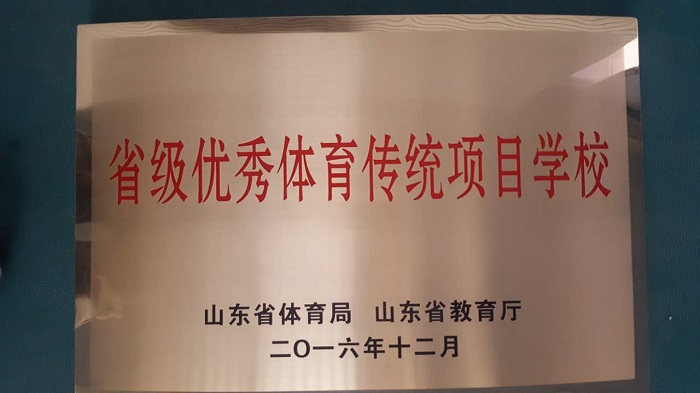 省级优秀体育传统项目学校
山东省体育局 山东省教育厅
二〇一六年十二月